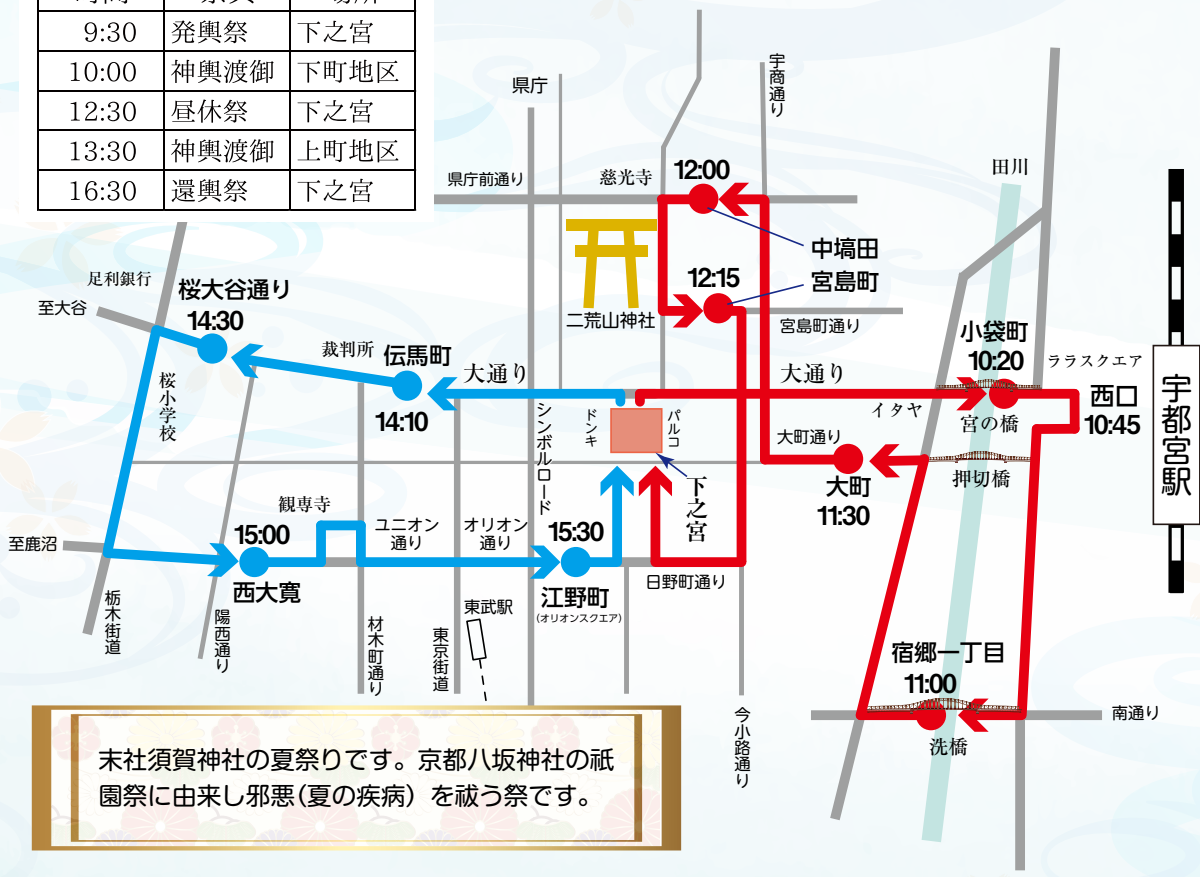 9:30 発輿祭 下之宮
10:00 神輿渡御 下町地区
12:30 昼休祭 下之宮
13:30 神輿渡御 上町地区
16:30 還輿祭 下之宮
県庁
宇商通り
県庁前通り
慈光寺
12:00
田川
中塙田
宮島町
12:15
二荒山神社
宮島町通り
足利銀行
至大谷
桜大谷通り
14:30
裁判所
伝馬町
14:10
大通り
大通り
小袋町
10:20
ララスクエア
西口
10:45
宇都宮駅
イタヤ
宮の橋
桜小学校
シンボルロード
ドンキ
パルコ
大町通り
大町
11:30
押切橋
下之宮
観専寺
15:00
西大寛
ユニオン
通り
オリオン
通り
15:30
江野町
(オリオンスクエア)
日野町通り
至鹿沼
栃木街道
陽西通り
材木町通り
東京街道
東武駅
今小路通り
宿郷一丁目
11:00
洗橋
南通り
末社須賀神社の夏祭りです。京都八坂神社の祇
園祭に由来し邪悪(夏の疾病）を祓う祭です。